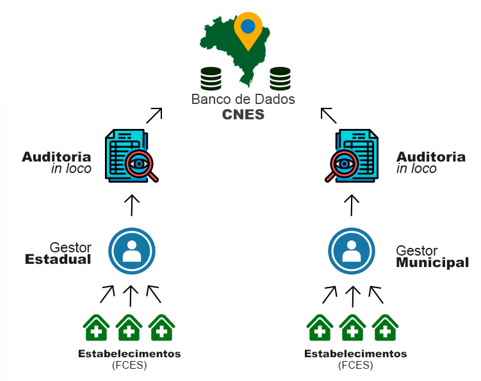 Banco de Dados
CNES
Auditoria
in loco
Auditoria
in loco
Gestor
Estadual
Gestor
Municipal
Estabelecimentos
(FCES)
Estabelecimentos
(FCES)